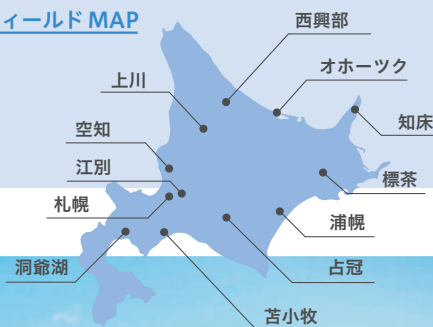 ィールド MAP
西興部
オホーツク
上川
知床
空知
江別
標茶
札幌
浦幌
洞爺湖
占冠
苫小牧